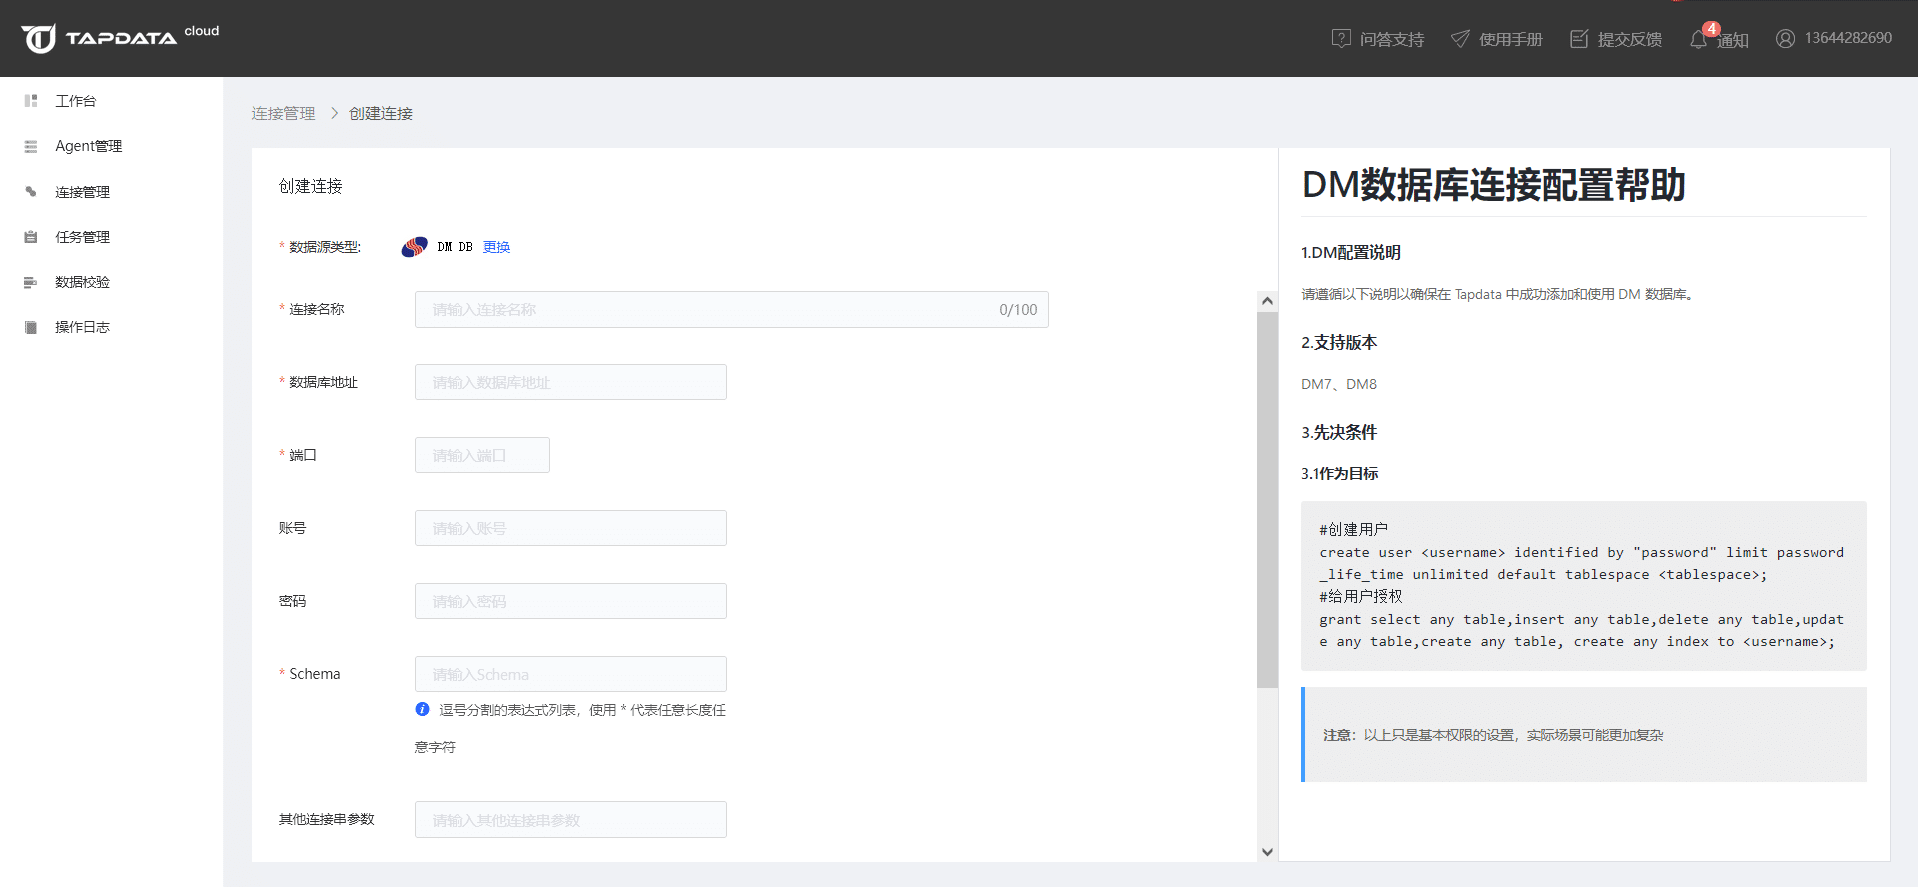 TAPDATA cloud
问答支持
使用手册
提交反馈
4
通知
13644282690
工作台
Agent管理
连接管理
任务管理
数据校验
操作日志
连接管理 > 创建连接
创建连接
* 数据源类型: DM DB 更换
* 连接名称 请输入连接名称 0/100
* 数据库地址 请输入数据库地址
* 端口 请输入端口
账号 请输入账号
密码 请输入密码
* Schema 请输入Schema
逗号分割的表达式列表，使用 * 代表任意长度任
意字符
其他连接串参数 请输入其他连接串参数
DM数据库连接配置帮助
1.DM配置说明
请遵循以下说明以确保在 Tapdata 中成功添加和使用 DM 数据库。
2.支持版本
DM7、DM8
3.先决条件
3.1作为目标
#创建用户
create user <username> identified by "password" limit password
_life_time unlimited default tablespace <tablespace>;
#给用户授权
grant select any table,insert any table,delete any table,updat
e any table,create any table, create any index to <username>;
注意：以上只是基本权限的设置，实际场景可能更加复杂